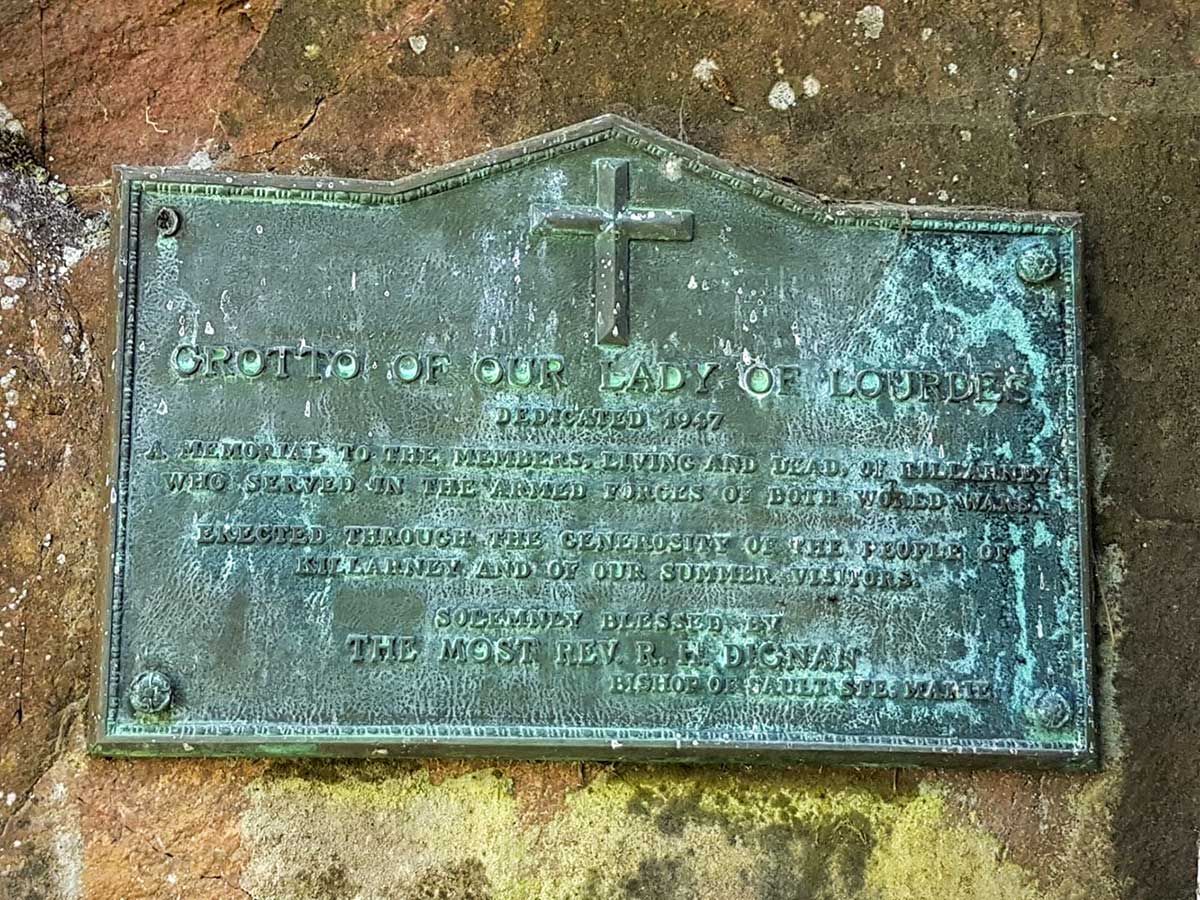 GROTTO OF OUR LADY OF LOURDES
DEDICATED 1947
A MEMORIAL TO THE MEMBERS, LIVING AND DEAD, OF KILLARNEY
WHO SERVED IN THE ARMED FORCES OF BOTH WORLD WARS.
ERECTED THROUGH THE GENEROSITY OF THE PEOPLE OF
KILLARNEY AND OF OUR SUMMER VISITORS.
SOLEMNEY BLESSED BY
THE MOST REV. R. H. DIGNAN
BISHOP OF SAULT STE. MARIE